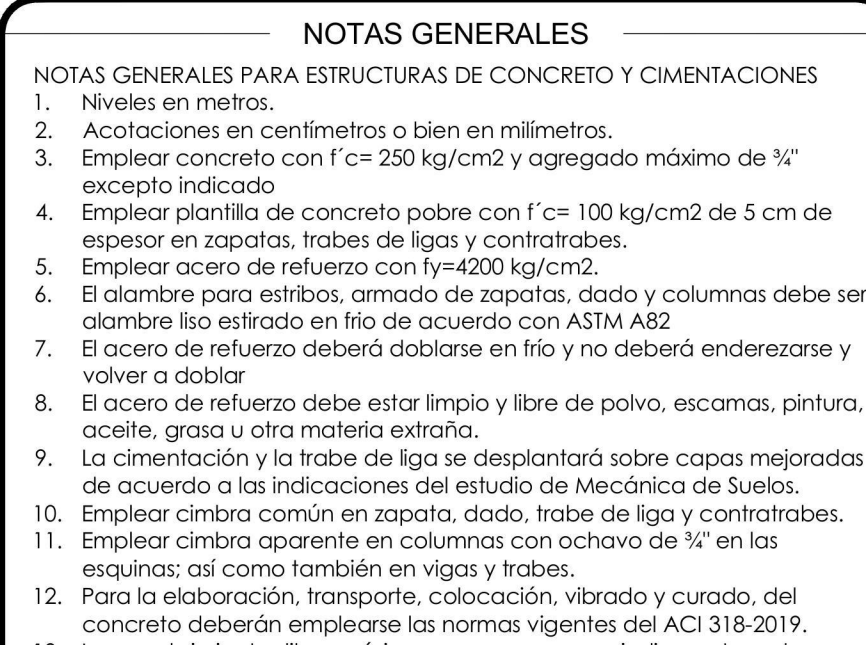 NOTAS GENERALES
NOTAS GENERALES PARA ESTRUCTURAS DE CONCRETO Y CIMENTACIONES
1. Niveles en metros.
2. Acotaciones en centímetros o bien en milímetros.
3. Emplear concreto con f´c= 250 kg/cm2 y agregado máximo de ¾"
excepto indicado
4. Emplear plantilla de concreto pobre con f´c= 100 kg/cm2 de 5 cm de
espesor en zapatas, trabes de ligas y contratrabes.
5. Emplear acero de refuerzo con fy=4200 kg/cm2.
6. El alambre para estribos, armado de zapatas, dado y columnas debe ser
alambre liso estirado en frio de acuerdo con ASTM A82
7. El acero de refuerzo deberá doblarse en frío y no deberá enderezarse y
volver a doblar
8. El acero de refuerzo debe estar limpio y libre de polvo, escamas, pintura,
aceite, grasa u otra materia extraña.
9. La cimentación y la trabe de liga se desplantará sobre capas mejoradas
de acuerdo a las indicaciones del estudio de Mecánica de Suelos.
10. Emplear cimbra común en zapata, dado, trabe de liga y contratrabes.
11. Emplear cimbra aparente en columnas con ochavo de ¾" en las
esquinas; así como también en vigas y trabes.
12. Para la elaboración, transporte, colocación, vibrado y curado, del
concreto deberán emplearse las normas vigentes del ACI 318-2019.